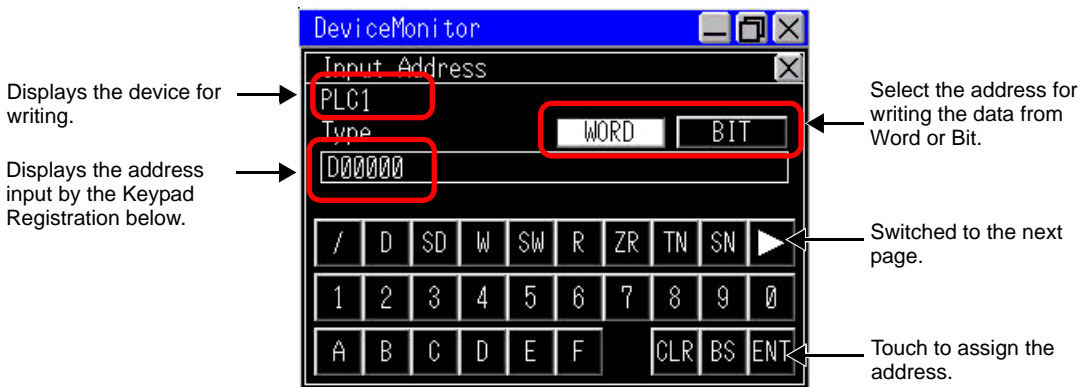 DeviceMonitor
Input Address
PLC1
Type
WORD BIT
D00000
/ D SD W SW R ZR TN SN
1 2 3 4 5 6 7 8 9 0
A B C D E F CLR BS ENT
Displays the device for
writing.
Displays the address
input by the Keypad
Registration below.
Select the address for
writing the data from
Word or Bit.
Switched to the next
page.
Touch to assign the
address.